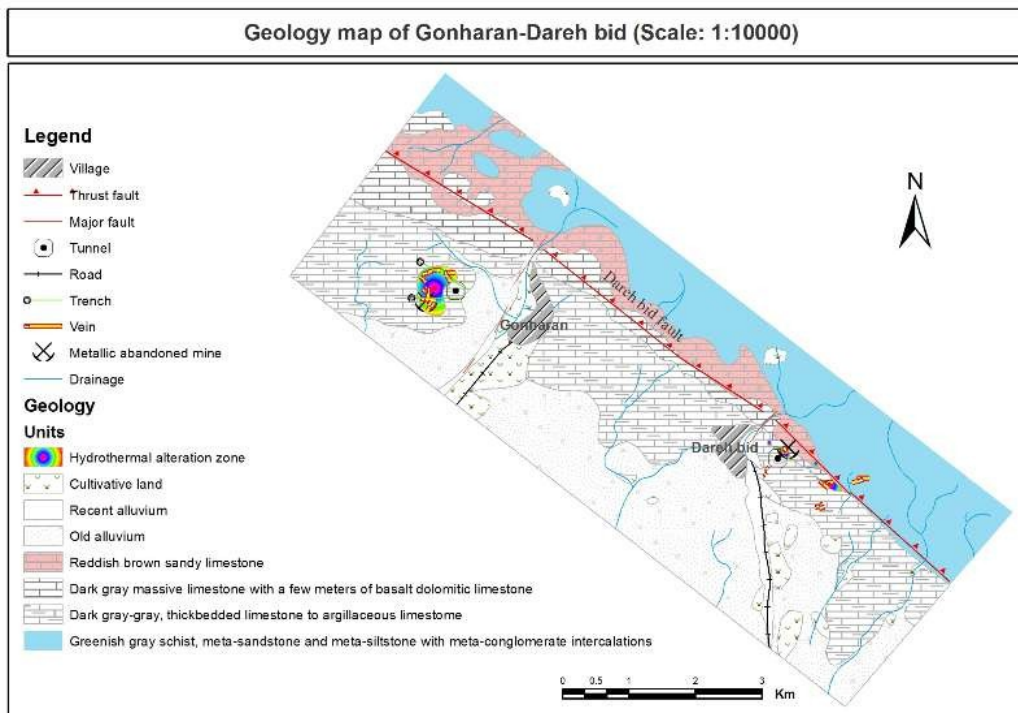 Geology map of Gonharan-Dareh bid (Scale: 1:10000)
Legend
Village
Thrust fault
Major fault
Tunnel
Road
Trench
Vein
Metallic abandoned mine
Drainage
Geology
Units
Hydrothermal alteration zone
Cultivative land
Recent alluvium
Old alluvium
Reddish brown sandy limestone
Dark gray massive limestone with a few meters of basalt dolomitic limestone
Dark gray-gray, thickbedded limestone to argillaceous limestome
Greenish gray schist, meta-sandstone and meta-siltstone with meta-conglomerate intercalations
N
Dareh bid fault
Gonharan
Dareh bid
0 0.5 1 2 3
Km